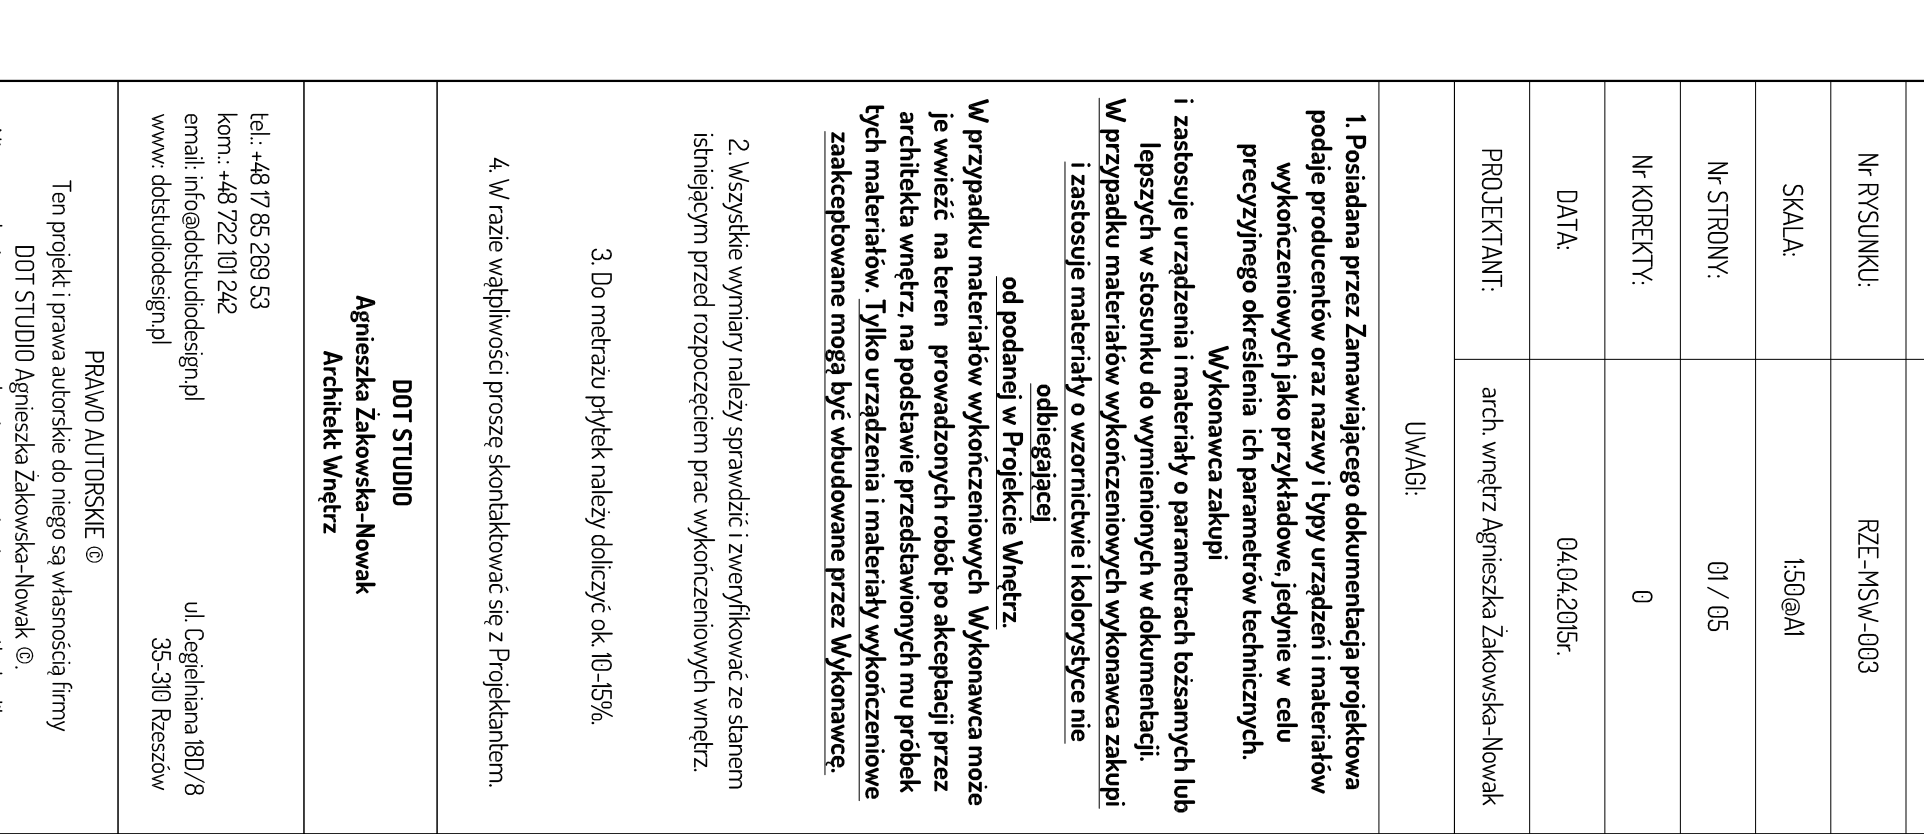 Nr RYSUNKU: RZE-MSW-003
SKALA: 1:50@A1
Nr STRONY: 01 / 05
Nr KOREKTY: 0
DATA: 04.04.2015r.
PROJEKTANT: arch. wnętrz Agnieszka Żakowska-Nowak
UWAGI:
1. Posiadana przez Zamawiającego dokumentacja projektowa
podaje producentów oraz nazwy i typy urządzeń i materiałów
wykończeniowych jako przykładowe, jedynie w celu
precyzyjnego określenia ich parametrów technicznych.
Wykonawca zakupi
i zastosuje urządzenia i materiały o parametrach tożsamych lub
lepszych w stosunku do wymienionych w dokumentacji.
W przypadku materiałów wykończeniowych wykonawca zakupi
i zastosuje materiały o wzornictwie i kolorystyce nie
odbiegającej
od podanej w Projekcie Wnętrz.
W przypadku materiałów wykończeniowych Wykonawca może
je wwieźć na teren prowadzonych robót po akceptacji przez
architekta wnętrz, na podstawie przedstawionych mu próbek
tych materiałów. Tylko urządzenia i materiały wykończeniowe
zaakceptowane mogą być wbudowane przez Wykonawcę.
2. Wszystkie wymiary należy sprawdzić i zweryfikować ze stanem
istniejącym przed rozpoczęciem prac wykończeniowych wnętrz.
3. Do metrażu płytek należy doliczyć ok. 10-15%.
4. W razie wątpliwości proszę skontaktować się z Projektantem.
DOT STUDIO
Agnieszka Żakowska-Nowak
Architekt Wnętrz
tel.: +48 17 85 269 53
kom.: +48 722 101 242
email: info@dotstudiodesign.pl ul. Cegielniana 18D/8
www: dotstudiodesign.pl 35-310 Rzeszów
PRAWO AUTORSKIE ©
Ten projekt i prawa autorskie do niego są własnością firmy
DOT STUDIO Agnieszka Żakowska-Nowak ©.